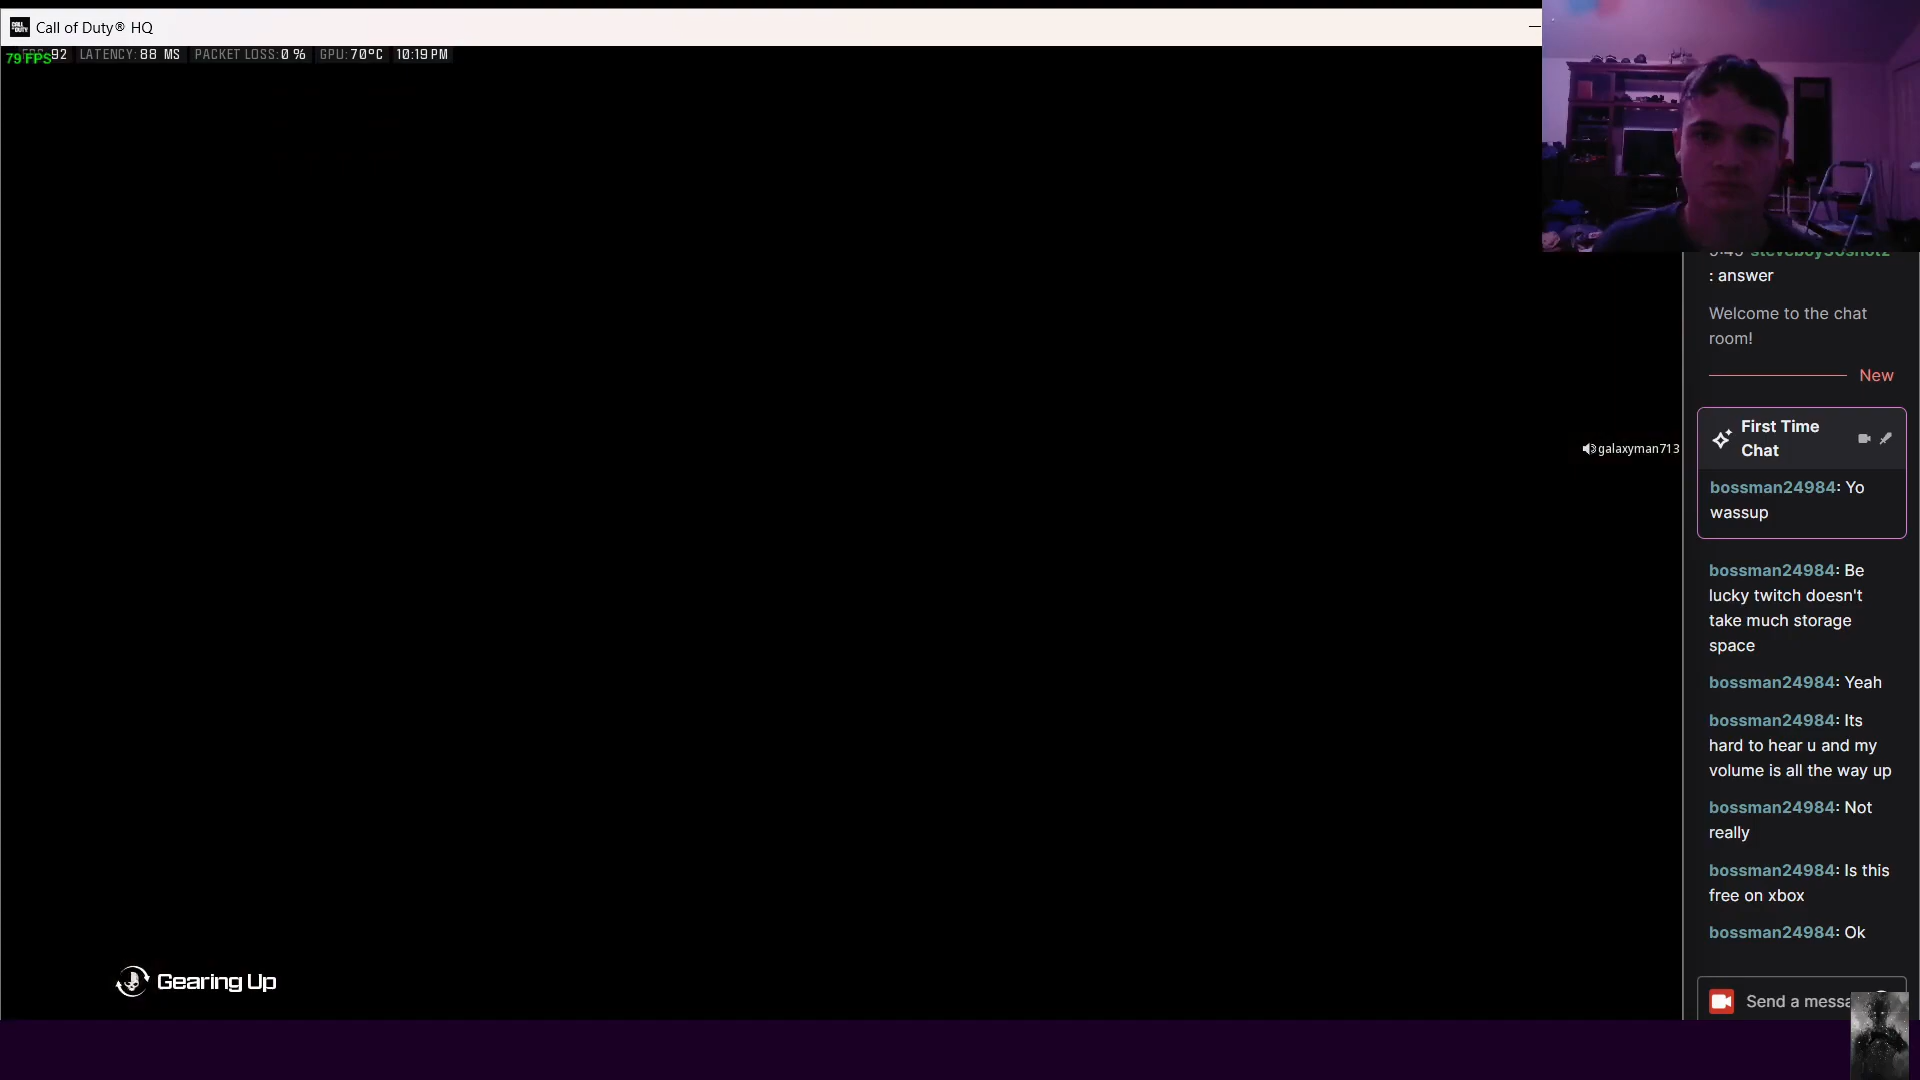 Call of Duty® HQ
79 FPS 92 LATENCY: 88 MS PACKET LOSS: 0 % GPU: 70°C 10:19 PM
: answer
Welcome to the chat
room!
New
First Time
Chat
galaxyman713
bossman24984: Yo
wassup
bossman24984: Be
lucky twitch doesn't
take much storage
space
bossman24984: Yeah
bossman24984: Its
hard to hear u and my
volume is all the way up
bossman24984: Not
really
bossman24984: Is this
free on xbox
bossman24984: Ok
Gearing Up
Send a messa